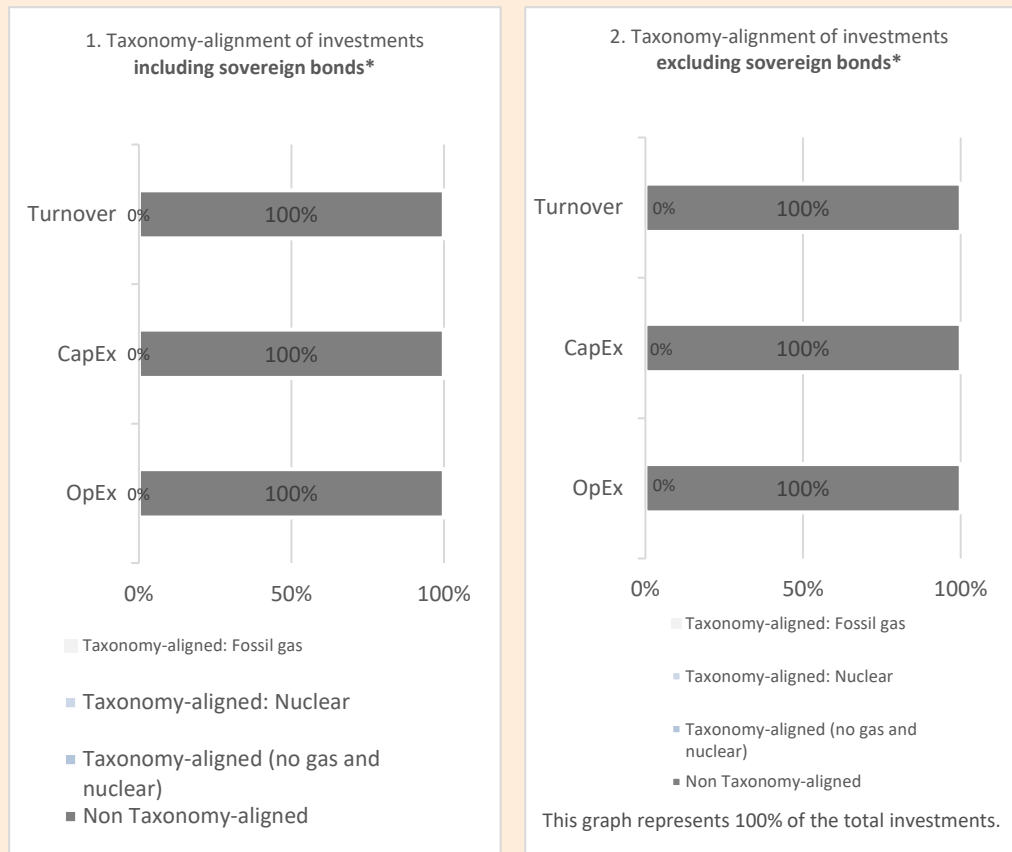 1. Taxonomy-alignment of investments
including sovereign bonds*
Turnover 0% 100%
CapEx 0% 100%
OpEx 0% 100%
0% 50% 100%
Taxonomy-aligned: Fossil gas
Taxonomy-aligned: Nuclear
Taxonomy-aligned (no gas and
nuclear)
Non Taxonomy-aligned
2. Taxonomy-alignment of investments
excluding sovereign bonds*
Turnover 0% 100%
CapEx 0% 100%
OpEx 0% 100%
0% 50% 100%
Taxonomy-aligned: Fossil gas
Taxonomy-aligned: Nuclear
Taxonomy-aligned (no gas and
nuclear)
Non Taxonomy-aligned
This graph represents 100% of the total investments.